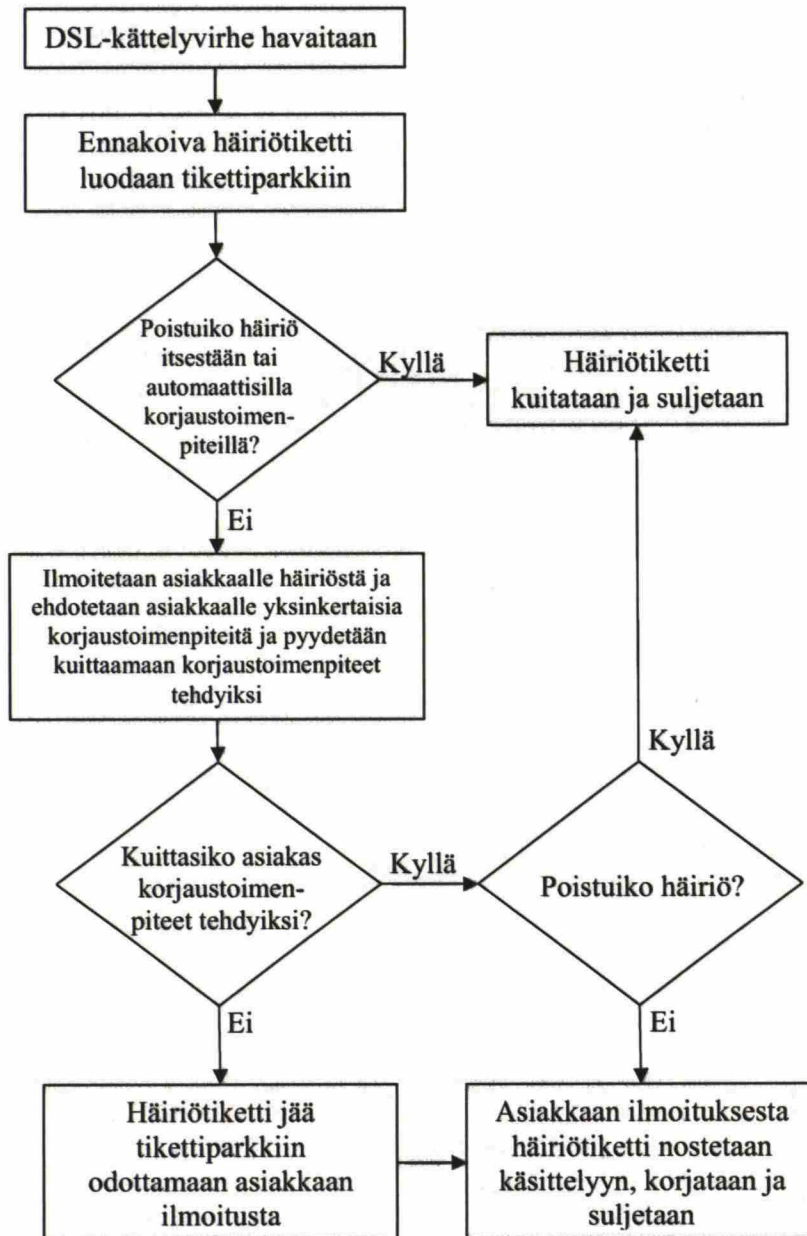 DSL-kättelyvirhe havaitaan
Ennakoiva häiriötiketti
luodaan tikettiparkkiin
Poistuiko häiriö
itsestään tai
automaattisilla
korjaustoimen-
piteillä?
Kyllä
Häiriötiketti
kuitataan ja suljetaan
Ei
Ilmoitetaan asiakkaalle häiriöstä ja
ehdotetaan asiakkaalle yksinkertaisia
korjaustoimenpiteitä ja pyydetään
kuittaamaan korjaustoimenpiteet
tehdyiksi
Kyllä
Kuittasiko asiakas
korjaustoimen-
piteet tehdyiksi?
Kyllä
Poistuiko häiriö?
Ei
Ei
Häiriötiketti jää
tikettiparkkiin
odottamaan asiakkaan
ilmoitusta
Asiakkaan ilmoituksesta
häiriötiketti nostetaan
käsittelyyn, korjataan ja
suljetaan